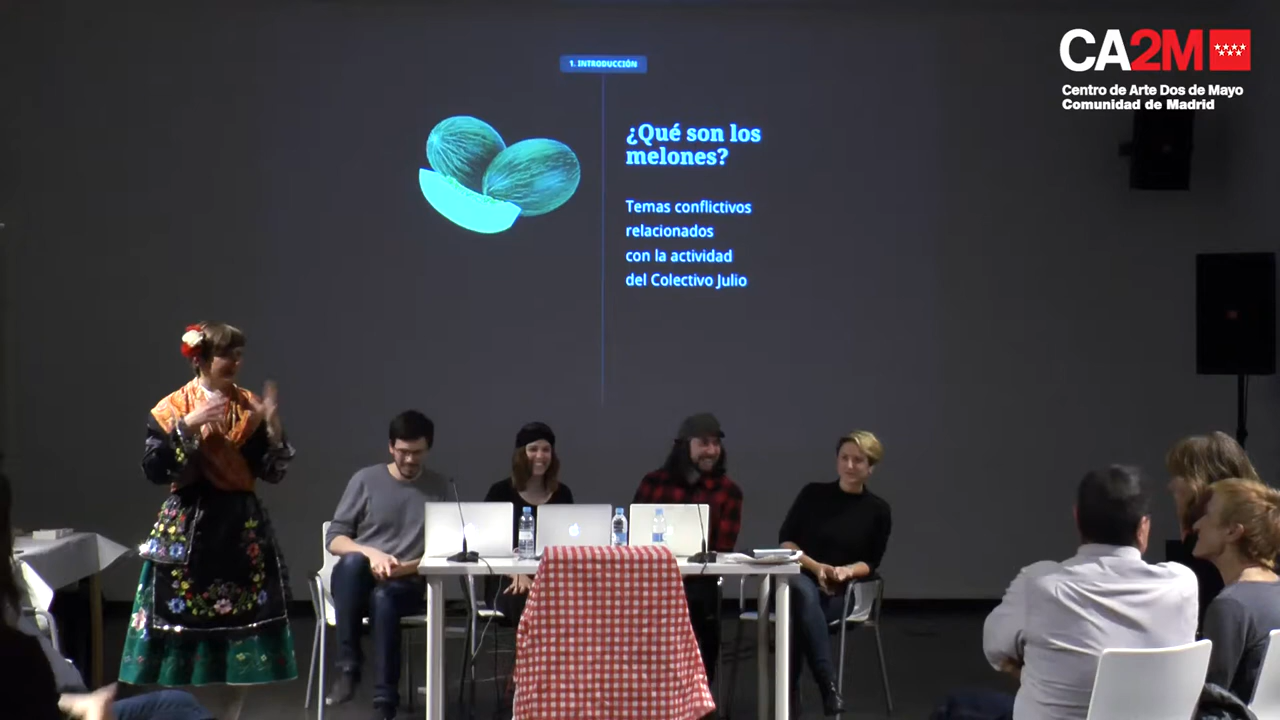 1. INTRODUCCIÓN
¿Qué son los
melones?
Temas conflictivos
relacionados
con la actividad
del Colectivo Julio
CA2M
Centro de Arte Dos de Mayo
Comunidad de Madrid